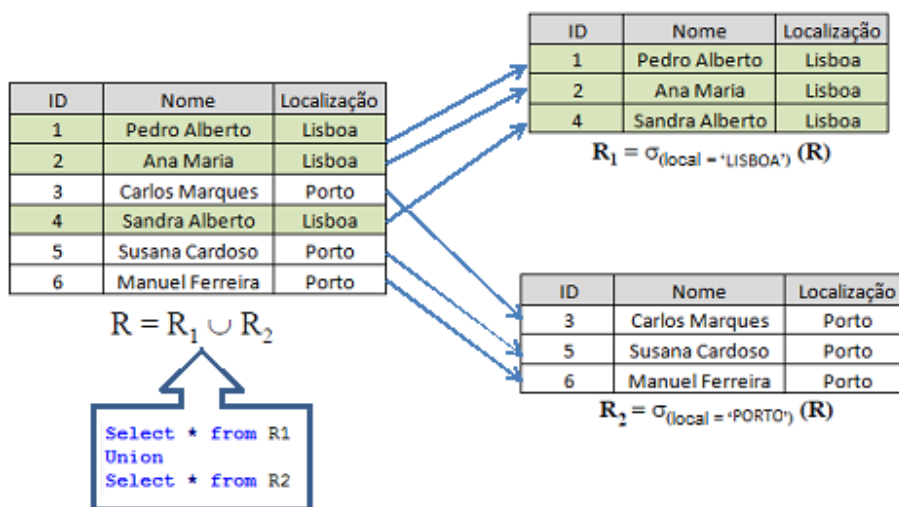 ID Nome Localização
1 Pedro Alberto Lisboa
2 Ana Maria Lisboa
3 Carlos Marques Porto
4 Sandra Alberto Lisboa
5 Susana Cardoso Porto
6 Manuel Ferreira Porto
R = R1 ∪ R2
Select * from R1
Union
Select * from R2
ID Nome Localização
1 Pedro Alberto Lisboa
2 Ana Maria Lisboa
4 Sandra Alberto Lisboa
R1 = σ(local = ‘LISBOA’) (R)
ID Nome Localização
3 Carlos Marques Porto
5 Susana Cardoso Porto
6 Manuel Ferreira Porto
R2 = σ(local = ‘PORTO’) (R)